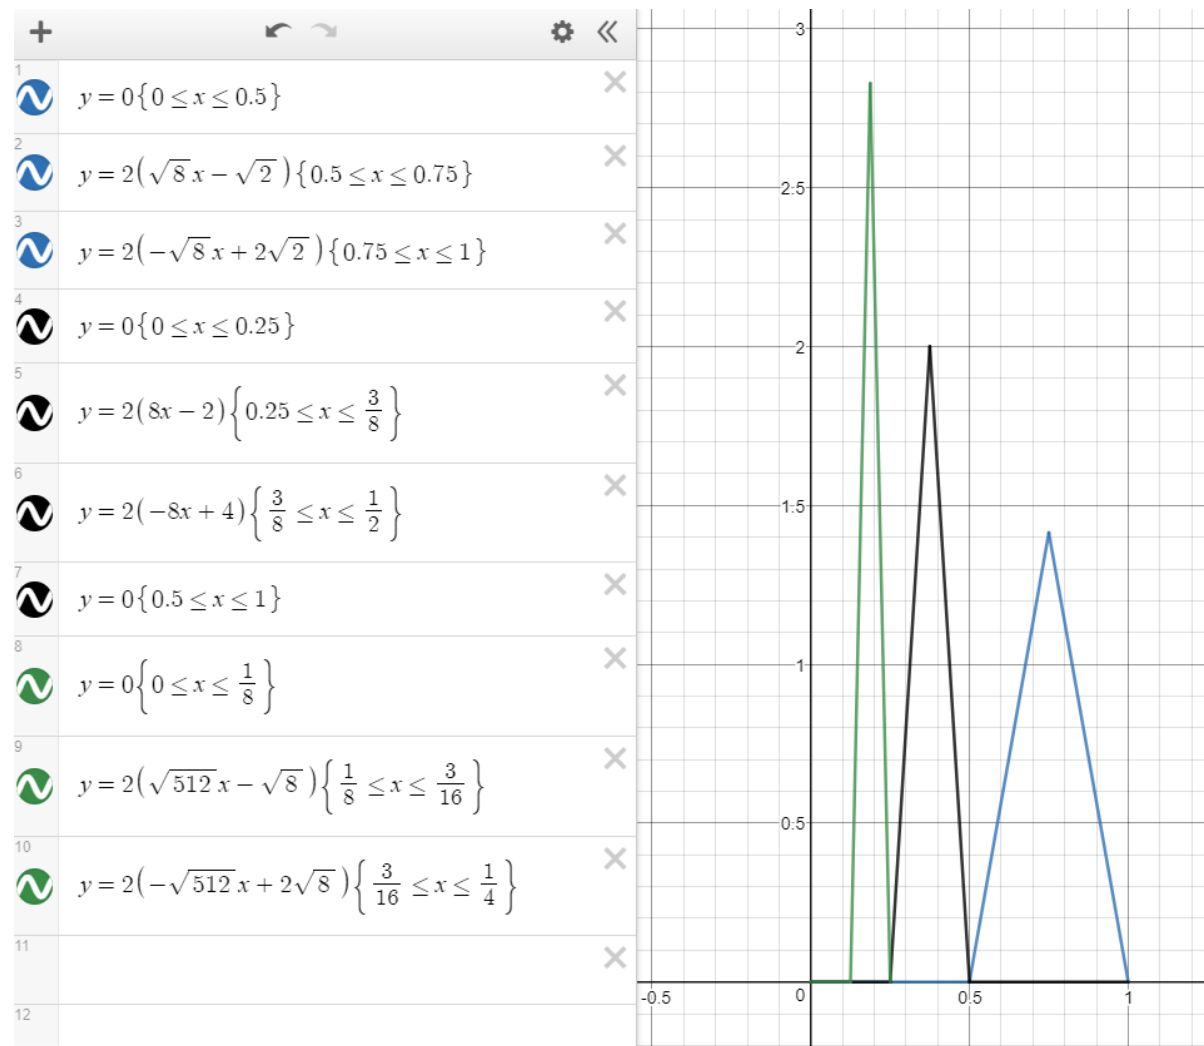 1
y = 0{0 ≤ x ≤ 0.5}
2
y = 2(√8 x − √2){0.5 ≤ x ≤ 0.75}
3
y = 2(−√8 x + 2√2){0.75 ≤ x ≤ 1}
4
y = 0{0 ≤ x ≤ 0.25}
5
y = 2(8x − 2){0.25 ≤ x ≤ 3/8}
6
y = 2(−8x + 4){3/8 ≤ x ≤ 1/2}
7
y = 0{0.5 ≤ x ≤ 1}
8
y = 0{0 ≤ x ≤ 1/8}
9
y = 2(√512 x − √8){1/8 ≤ x ≤ 3/16}
10
y = 2(−√512 x + 2√8){3/16 ≤ x ≤ 1/4}
11
12
3
2.5
2
1.5
1
0.5
-0.5 0 0.5 1